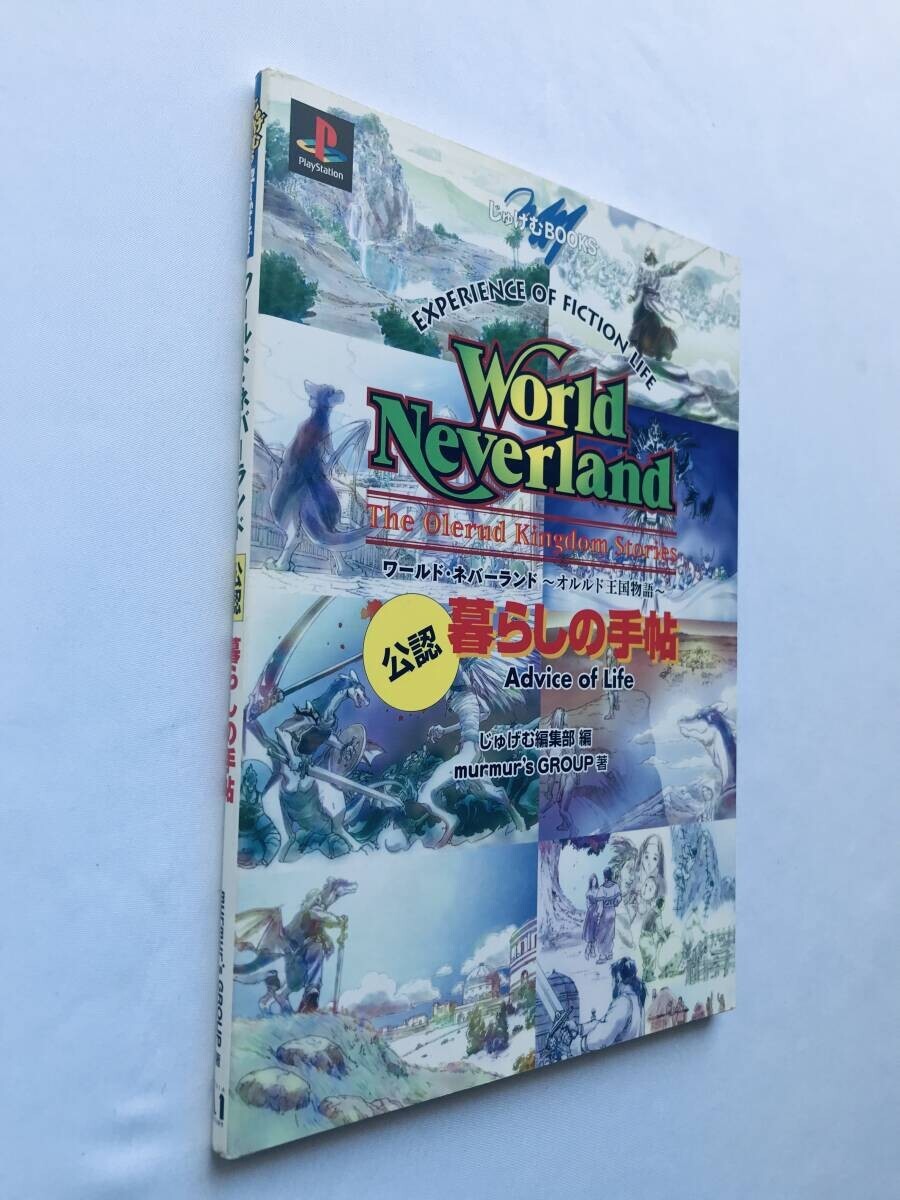 PlayStation
じゅげむBOOKS
EXPERIENCE OF FICTION LIFE
World
Neverland
The Olerud Kingdom Stories
ワールド・ネバーランド～オルルド王国物語～
公認
暮らしの手帖
Advice of Life
じゅげむ編集部 編
murmur's GROUP 著
ワールド・ネバーランド
公認
暮らしの手帖
murmur's GROUP 著